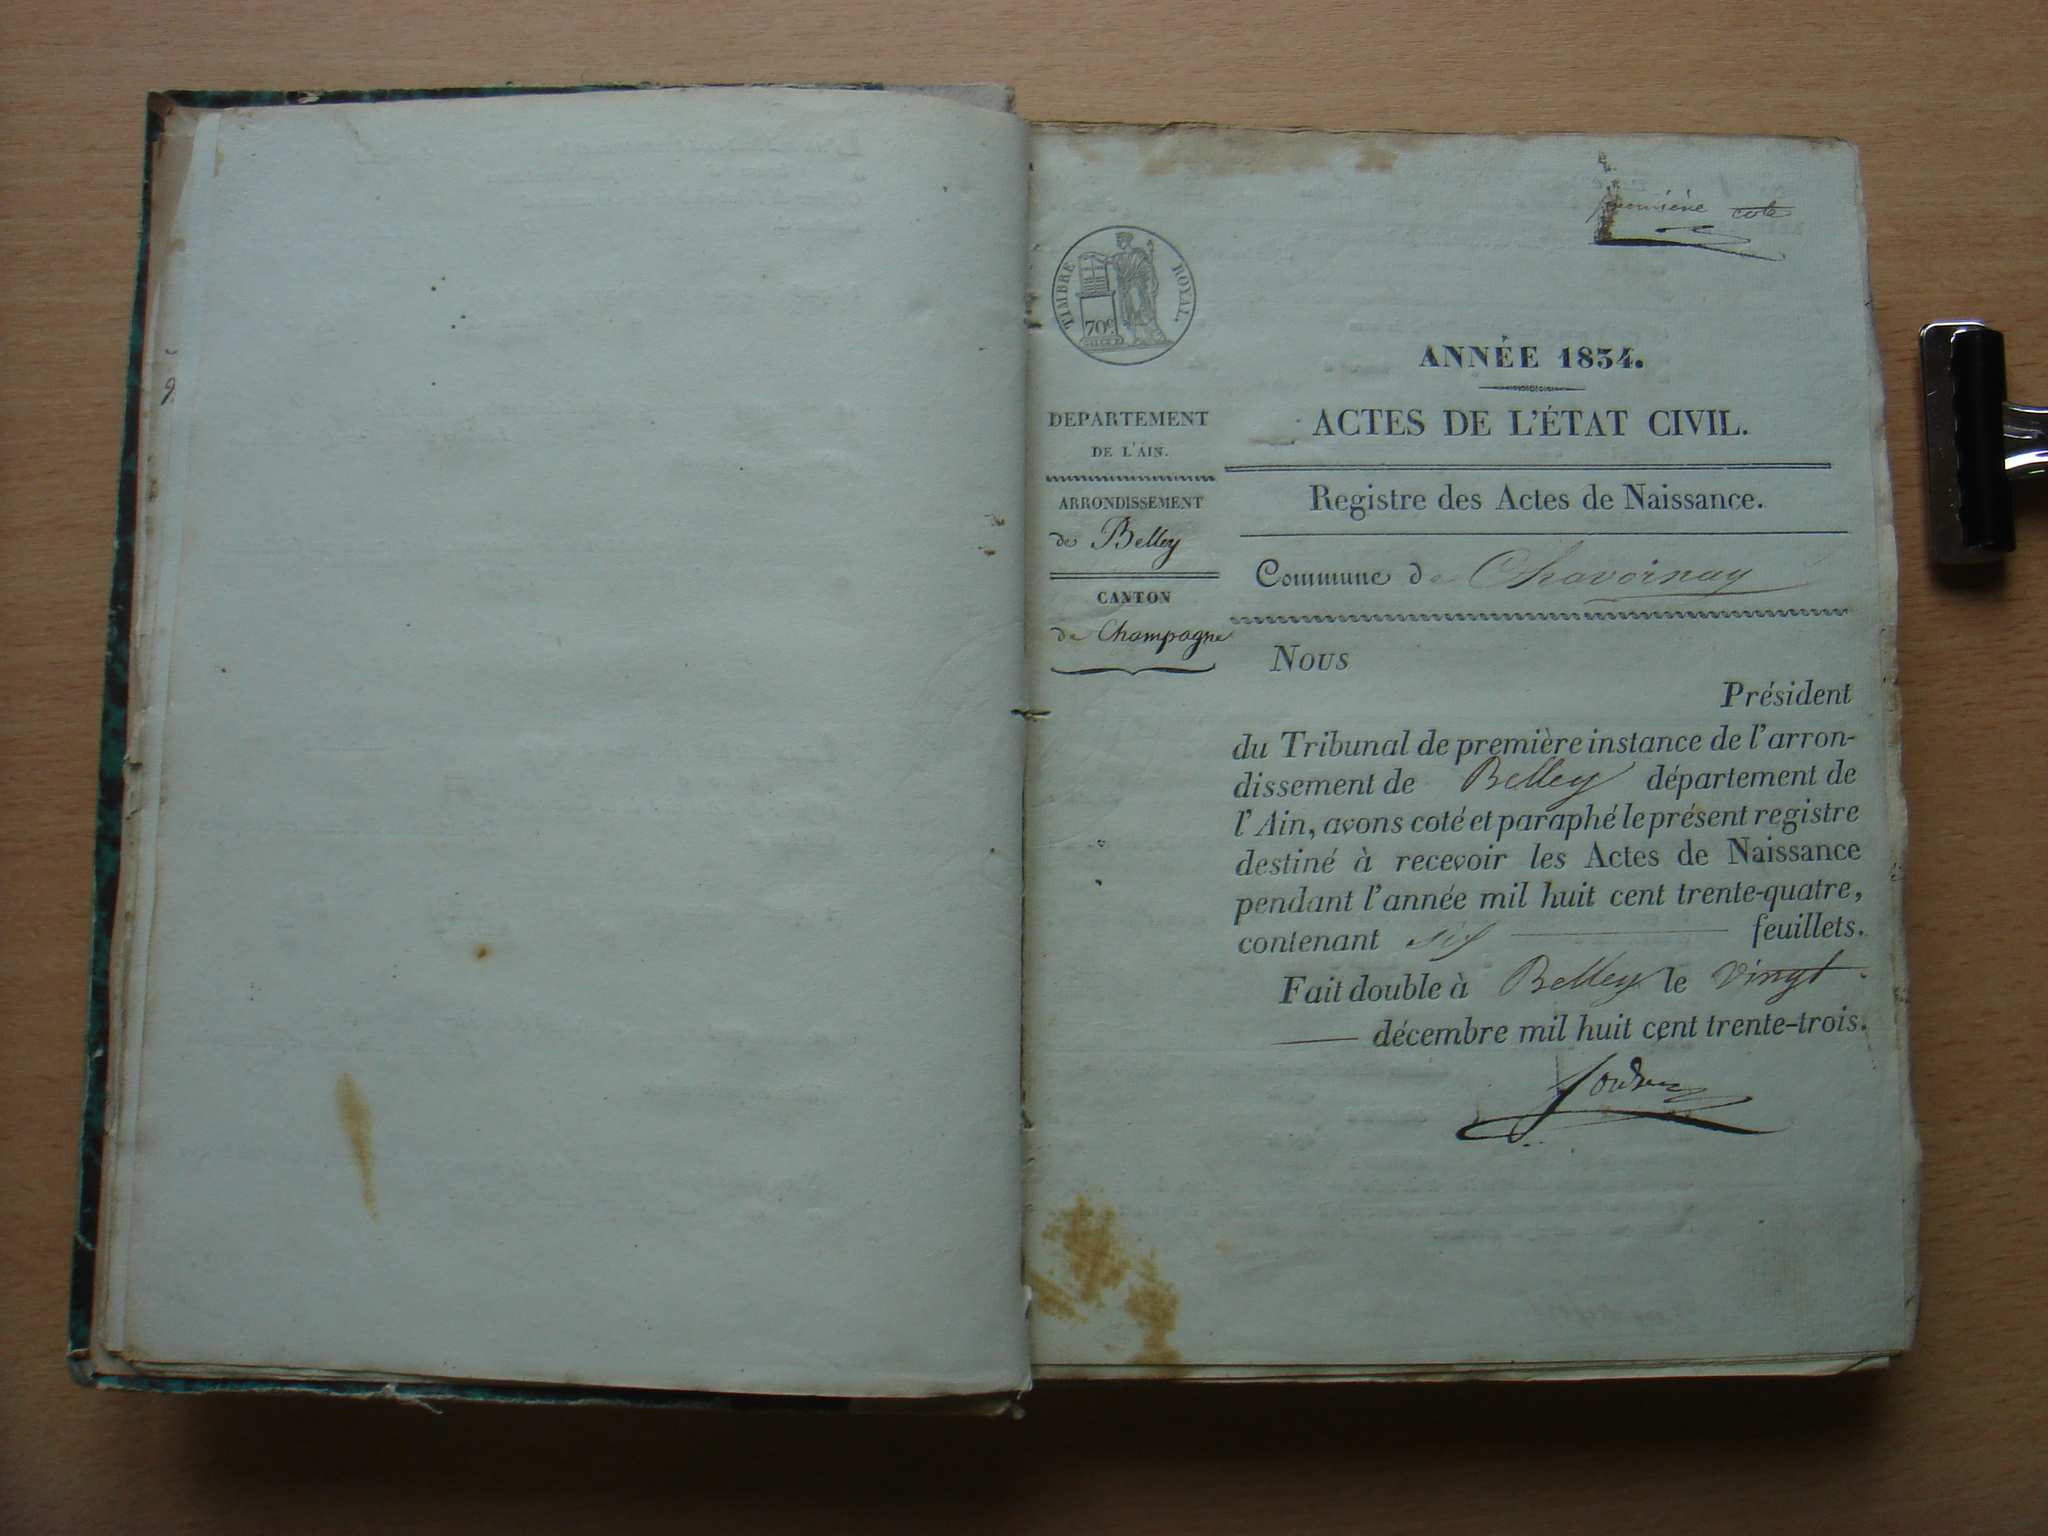 première cote
TIMBRE ROYAL.
70c
ANNÉE 1834.
ACTES DE L'ÉTAT CIVIL.
Registre des Actes de Naissance.
Commune de Chavornay
DEPARTEMENT
DE L'AIN.
ARRONDISSEMENT
de Belley
CANTON
de Champagne
Nous
Président
du Tribunal de première instance de l'arron-
dissement de Belley département de
l'Ain, avons coté et paraphé le présent registre
destiné à recevoir les Actes de Naissance
pendant l'année mil huit cent trente-quatre,
contenant six feuillets.
Fait double à Belley le vingt
décembre mil huit cent trente-trois.